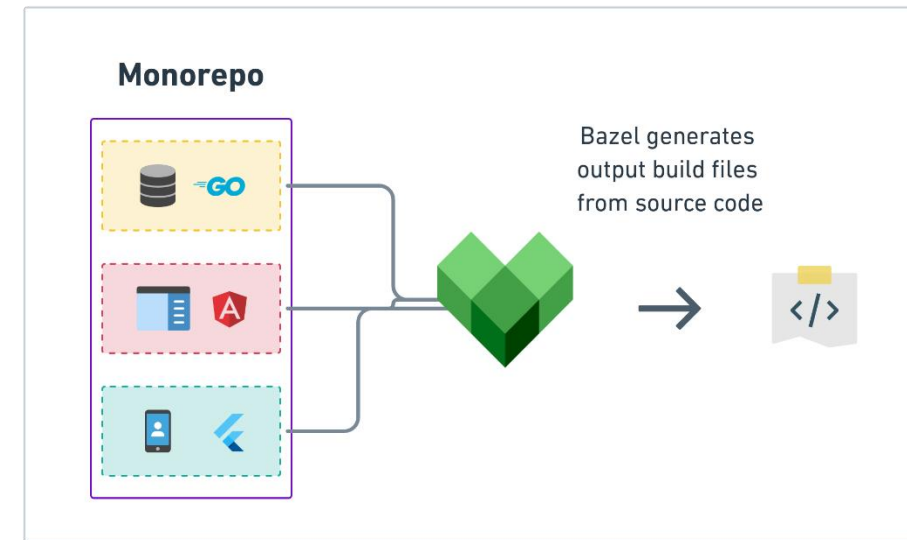 Monorepo
GO
A
Bazel generates
output build files
from source code
</>